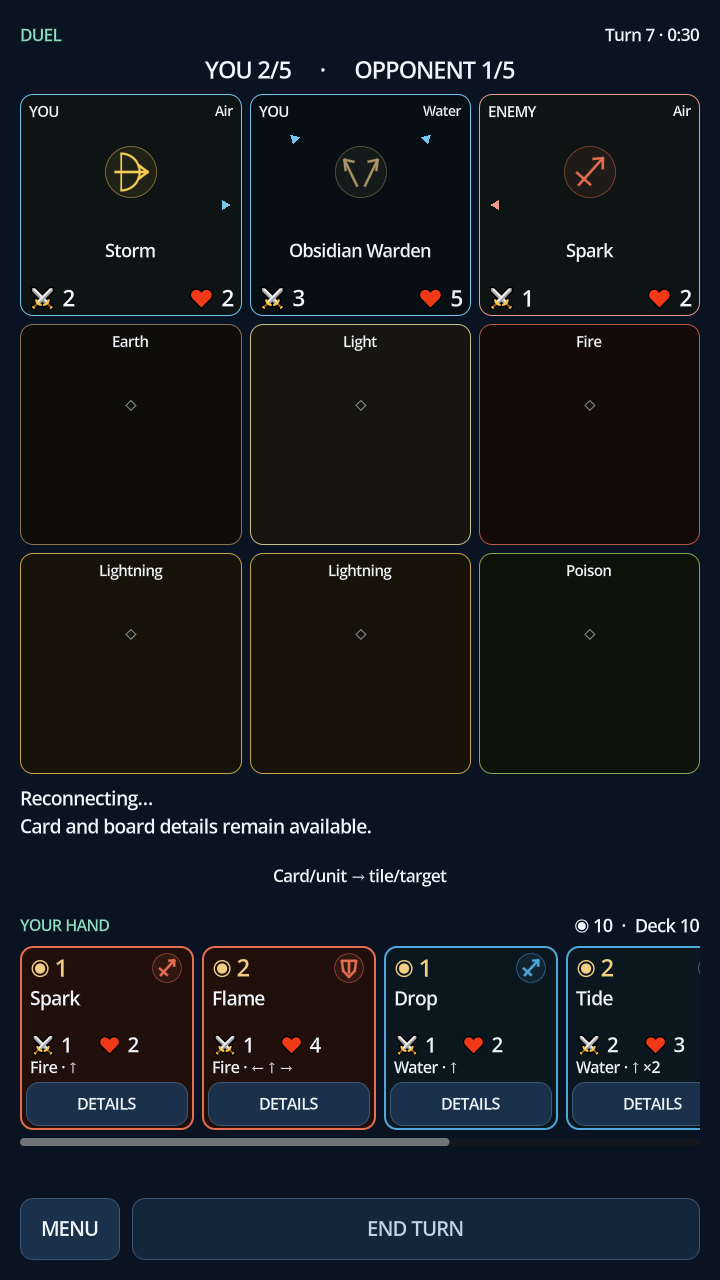 DUEL
Turn 7 · 0:30
YOU 2/5 · OPPONENT 1/5
YOU Air
YOU Water
ENEMY Air
Storm
Obsidian Warden
Spark
2 2
3 5
1 2
Earth
Light
Fire
Lightning
Lightning
Poison
Reconnecting...
Card and board details remain available.
Card/unit → tile/target
YOUR HAND
◉ 10 · Deck 10
◉ 1
Spark
1 2
Fire · ↑
DETAILS
◉ 2
Flame
1 4
Fire · ← ↑ →
DETAILS
◉ 1
Drop
1 2
Water · ↑
DETAILS
◉ 2
Tide
2 3
Water · ↑ ×2
DETAILS
MENU
END TURN